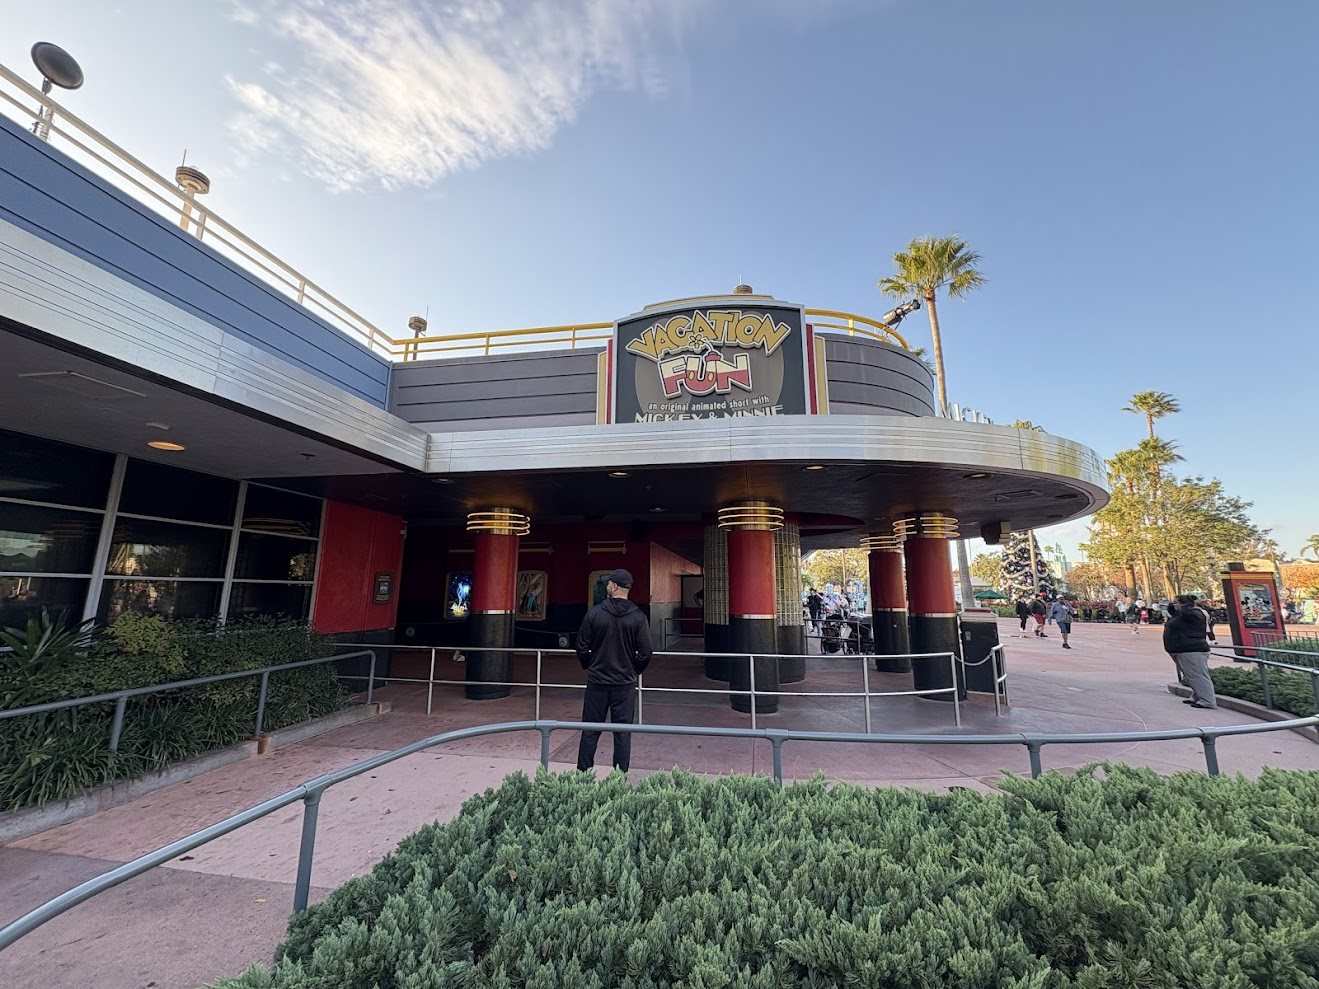 VACATION
FUN
an original animated short with
MICKEY & MINNIE